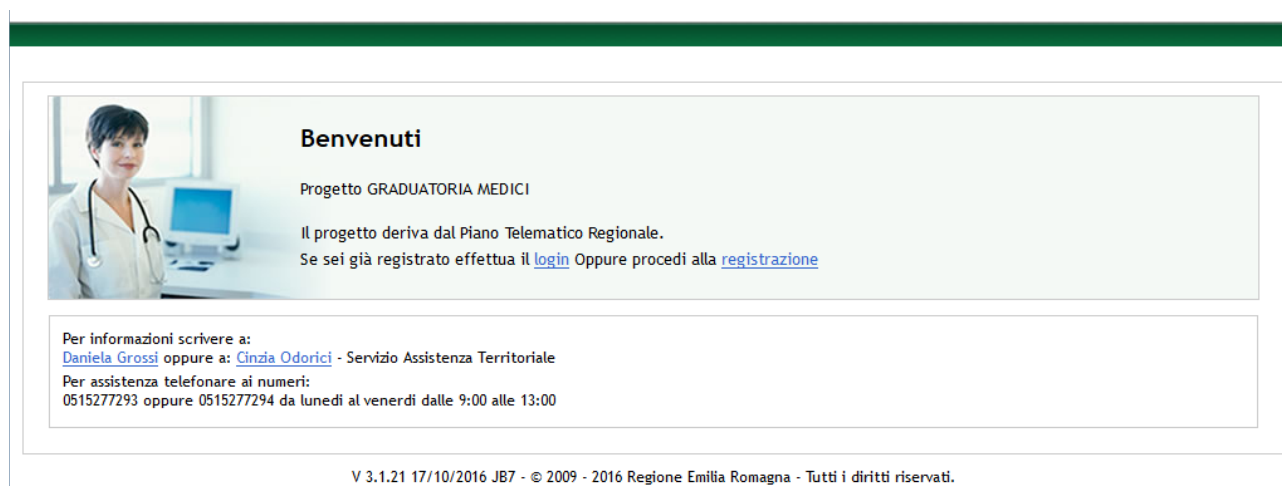 Benvenuti
Progetto GRADUATORIA MEDICI
Il progetto deriva dal Piano Telematico Regionale.
Se sei già registrato effettua il login Oppure procedi alla registrazione
Per informazioni scrivere a:
Daniela Grossi oppure a: Cinzia Odorici - Servizio Assistenza Territoriale
Per assistenza telefonare ai numeri:
0515277293 oppure 0515277294 da lunedi al venerdi dalle 9:00 alle 13:00
V 3.1.21 17/10/2016 JB7 - © 2009 - 2016 Regione Emilia Romagna - Tutti i diritti riservati.